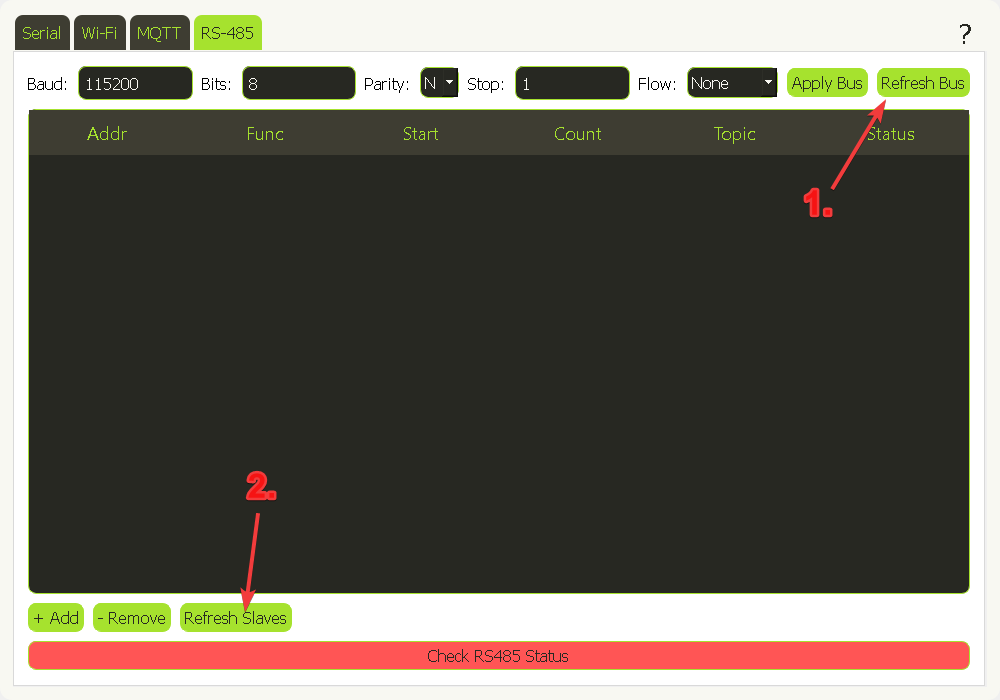 Serial Wi-Fi MQTT RS-485 ?
Baud: 115200 Bits: 8 Parity: N Stop: 1 Flow: None Apply Bus Refresh Bus
Addr Func Start Count Topic Status
1.
2.
+ Add - Remove Refresh Slaves
Check RS485 Status